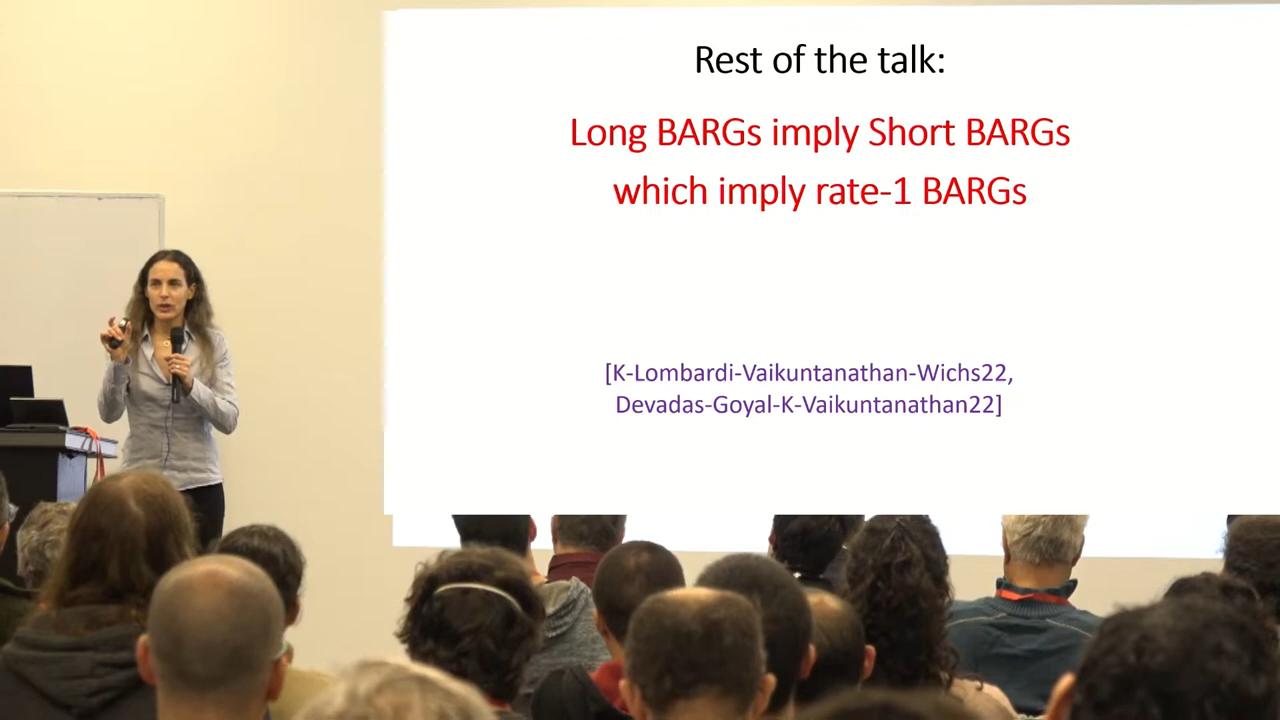 Rest of the talk:
Long BARGs imply Short BARGs
which imply rate-1 BARGs
[K-Lombardi-Vaikuntanathan-Wichs22,
Devadas-Goyal-K-Vaikuntanathan22]